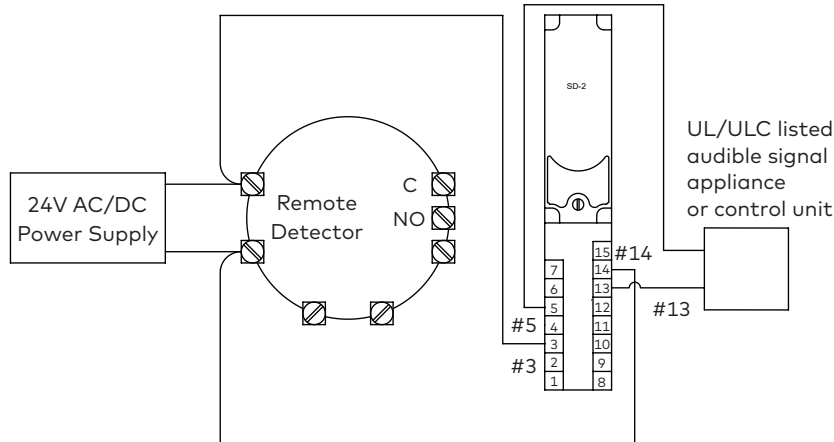 SD-2
UL/ULC listed
audible signal
appliance
or control unit
24V AC/DC
Power Supply
Remote
Detector
C
NO
#14
#13
#5
#3
7
6
5
4
3
2
1
15
14
13
12
11
10
9
8